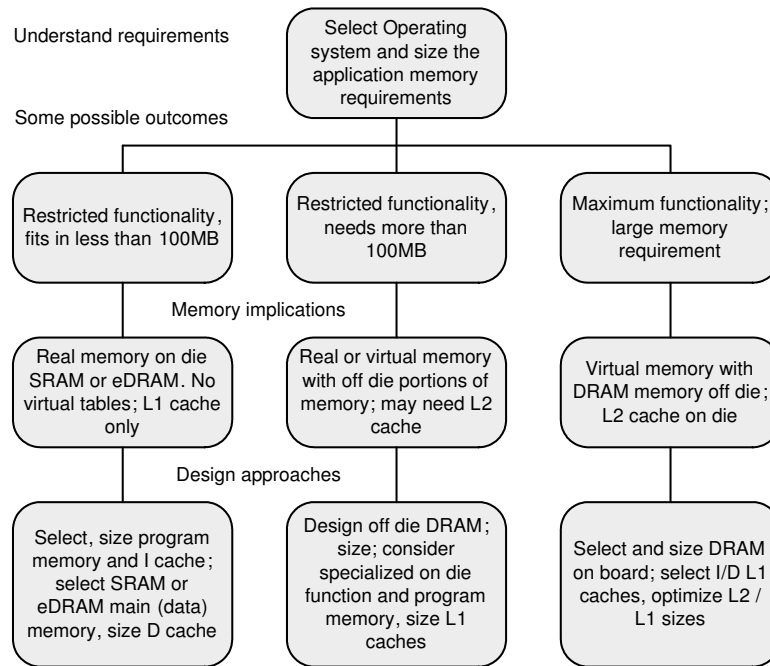 Understand requirements
Select Operating
system and size the
application memory
requirements
Some possible outcomes
Restricted functionality,
fits in less than 100MB
Restricted functionality,
needs more than
100MB
Maximum functionality;
large memory
requirement
Memory implications
Real memory on die
SRAM or eDRAM. No
virtual tables; L1 cache
only
Real or virtual memory
with off die portions of
memory; may need L2
cache
Virtual memory with
DRAM memory off die;
L2 cache on die
Design approaches
Select, size program
memory and I cache;
select SRAM or
eDRAM main (data)
memory, size D cache
Design off die DRAM;
size; consider
specialized on die
function and program
memory, size L1
caches
Select and size DRAM
on board; select I/D L1
caches, optimize L2 /
L1 sizes